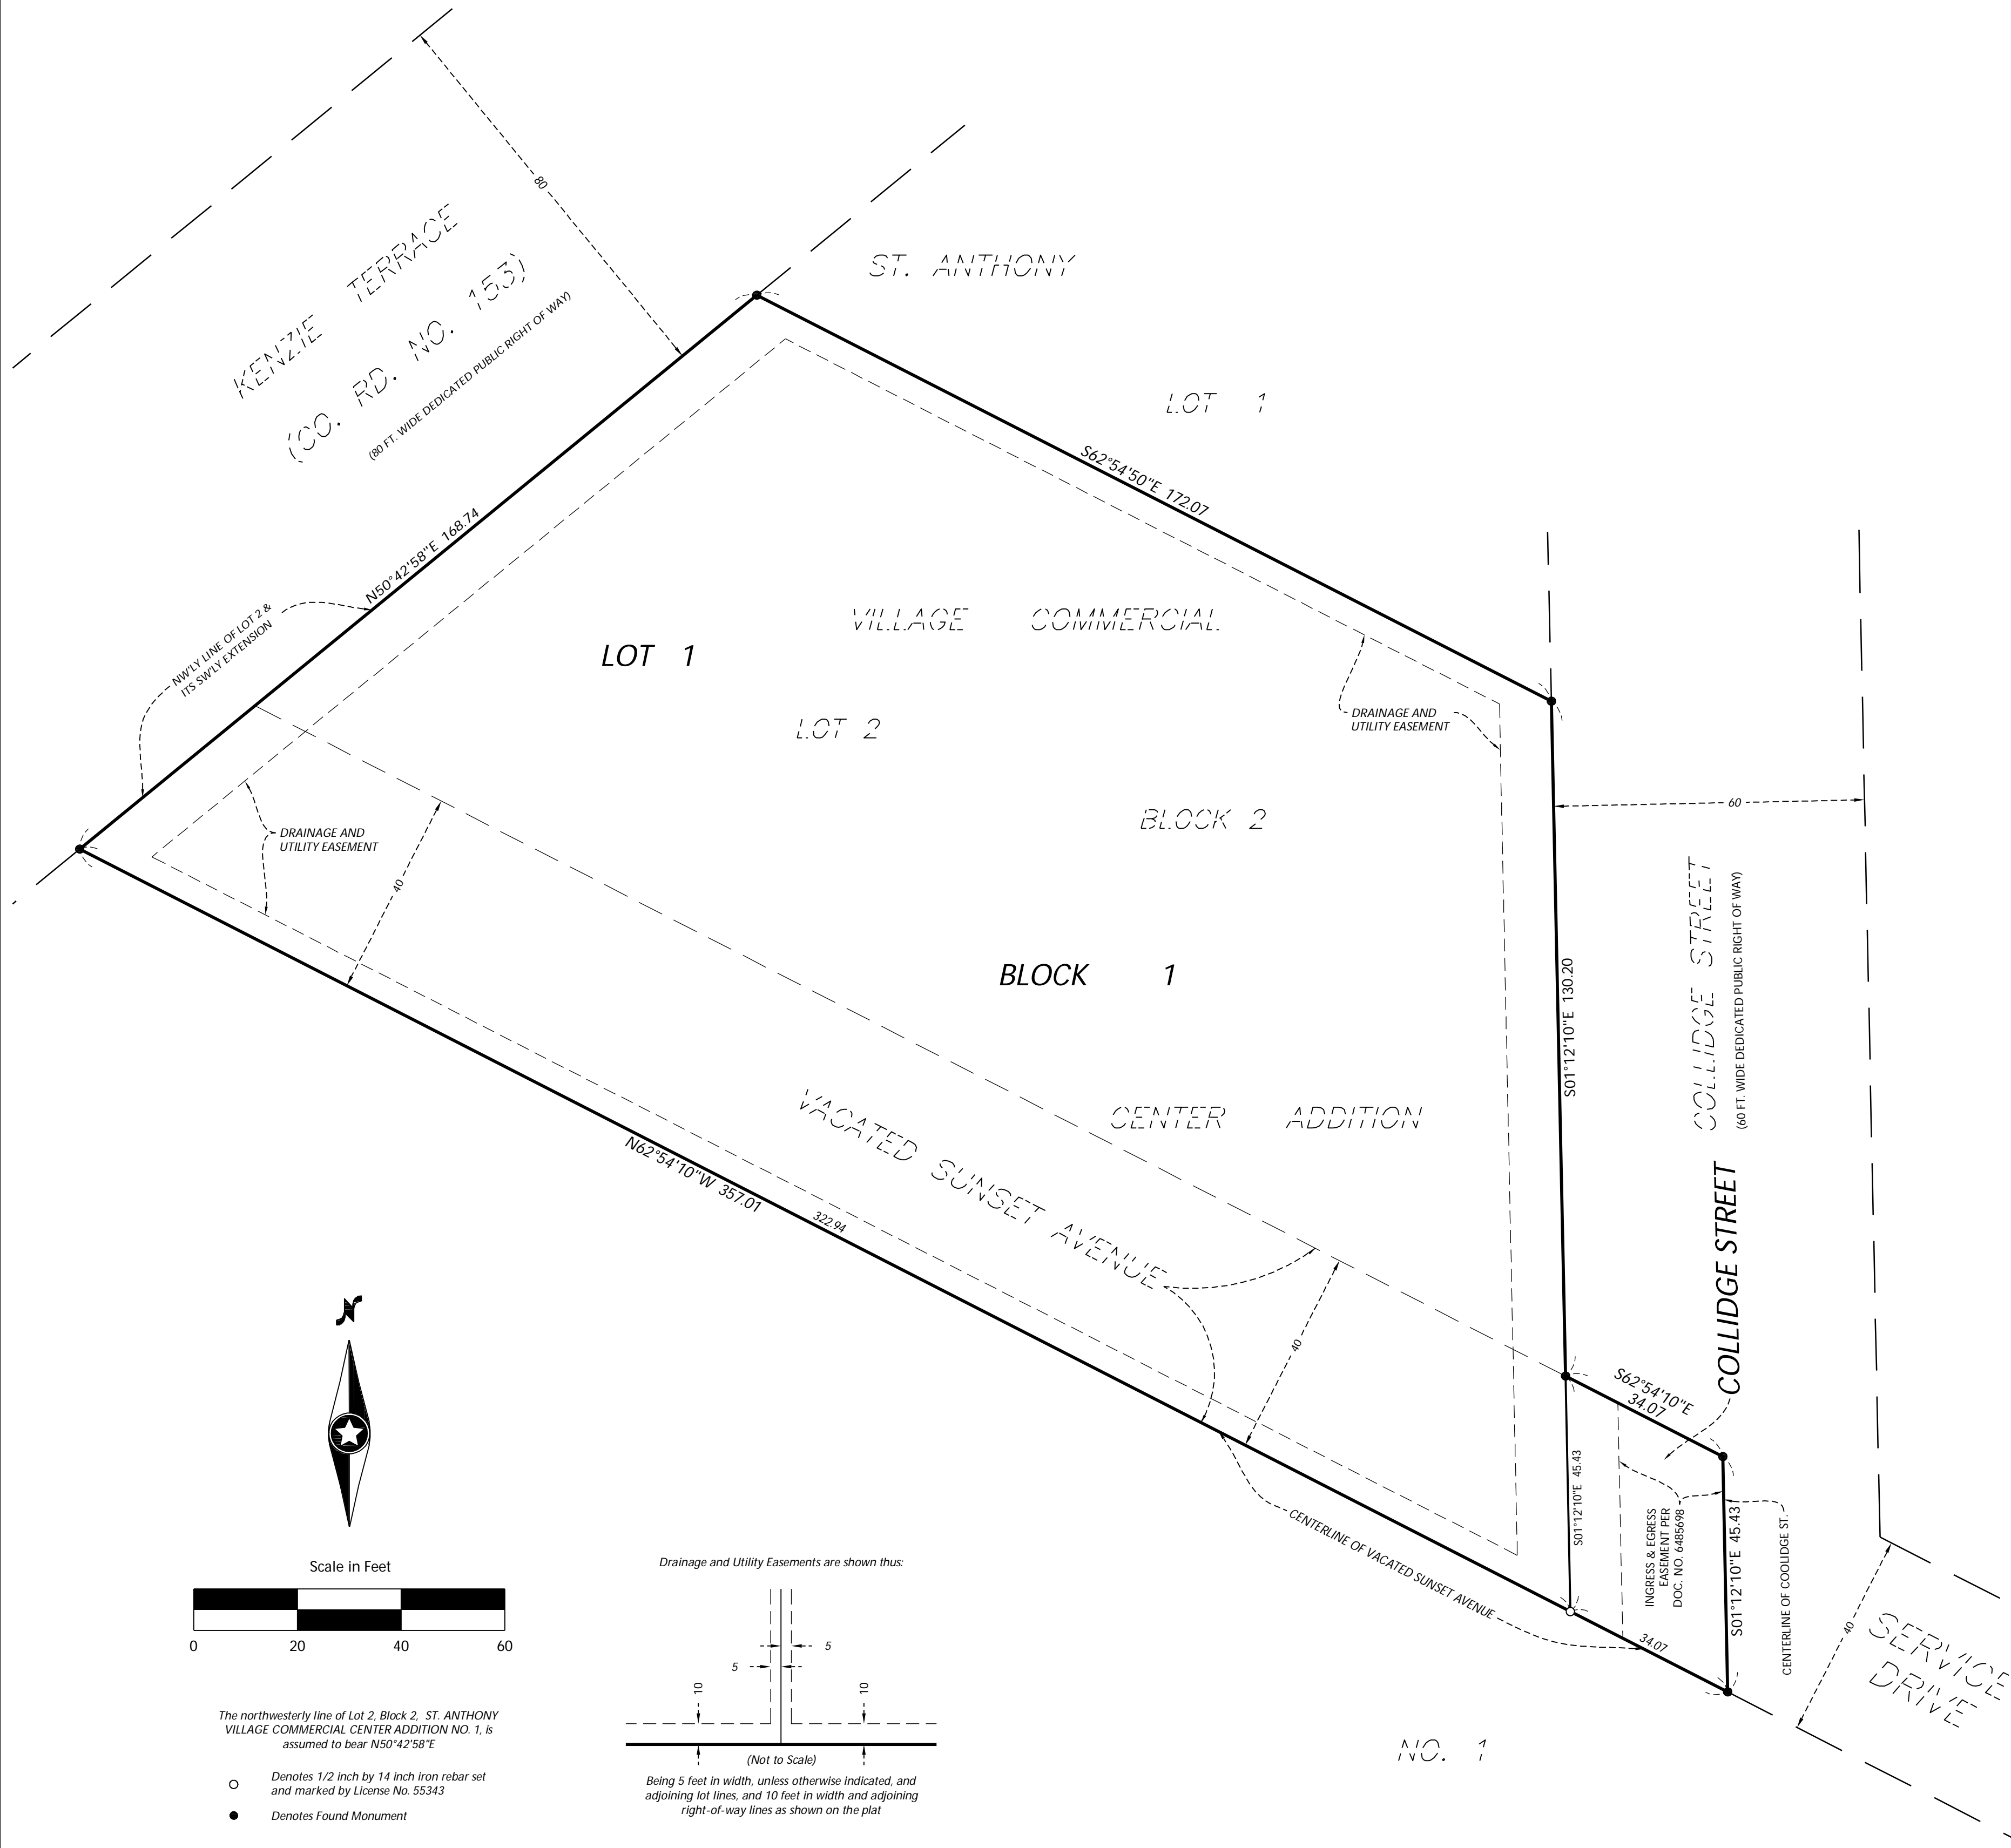 80
ST. ANTHONY
KENZIE TERRACE
(CO. RD. NO. 153)
(80 FT. WIDE DEDICATED PUBLIC RIGHT OF WAY)
LOT 1
S62°54'50"E 172.07
N50°42'58"E 168.74
NW'LY LINE OF LOT 2 &
ITS SW'LY EXTENSION
VILLAGE COMMERCIAL
LOT 1
LOT 2
DRAINAGE AND
UTILITY EASEMENT
60
BLOCK 2
DRAINAGE AND
UTILITY EASEMENT
40
COLLIDGE STREET
(60 FT. WIDE DEDICATED PUBLIC RIGHT OF WAY)
BLOCK 1
S01°12'10"E 130.20
CENTER ADDITION
VACATED SUNSET AVENUE
N62°54'10"W 357.01
322.94
COLLIDGE STREET
40
S62°54'10"E
34.07
S01°12'10"E 45.43
INGRESS & EGRESS
EASEMENT PER
DOC. NO. 6485698
S01°12'10"E 45.43
CENTERLINE OF COOLIDGE ST.
CENTERLINE OF VACATED SUNSET AVENUE
34.07
40
SERVICE
DRIVE
NO. 1
N
Scale in Feet
0 20 40 60
The northwesterly line of Lot 2, Block 2, ST. ANTHONY
VILLAGE COMMERCIAL CENTER ADDITION NO. 1, is
assumed to bear N50°42'58"E
Denotes 1/2 inch by 14 inch iron rebar set
and marked by License No. 55343
Denotes Found Monument
Drainage and Utility Easements are shown thus:
5
5
10
10
(Not to Scale)
Being 5 feet in width, unless otherwise indicated, and
adjoining lot lines, and 10 feet in width and adjoining
right-of-way lines as shown on the plat